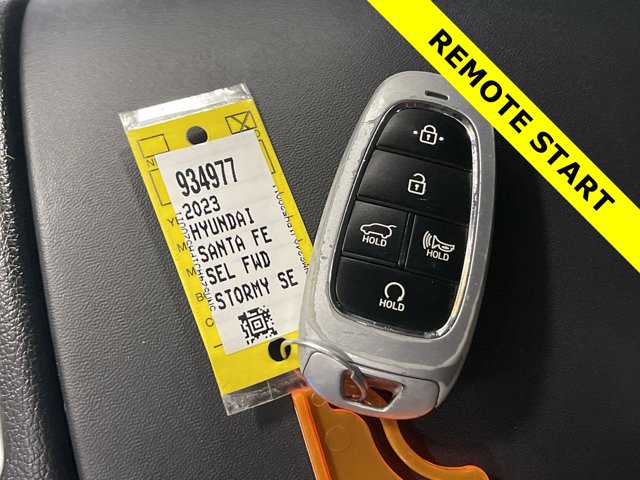 REMOTE START
934977
2023
HYUNDAI
SANTA FE
SEL FWD
STORMY SE
HOLD
HOLD
HOLD